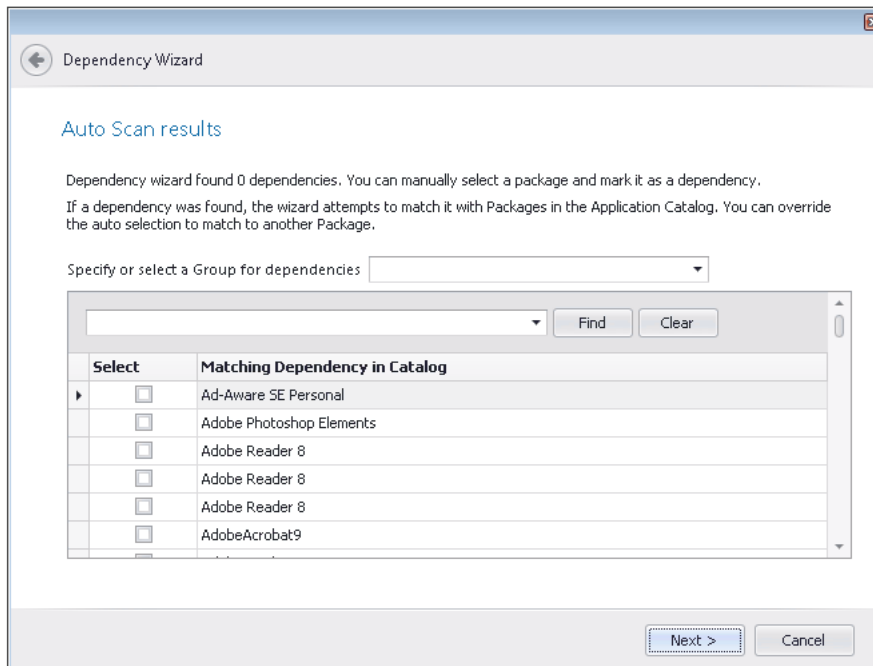 Dependency Wizard
Auto Scan results
Dependency wizard found 0 dependencies. You can manually select a package and mark it as a dependency.
If a dependency was found, the wizard attempts to match it with Packages in the Application Catalog. You can override
the auto selection to match to another Package.
Specify or select a Group for dependencies
Find Clear
Select Matching Dependency in Catalog
Ad-Aware SE Personal
Adobe Photoshop Elements
Adobe Reader 8
Adobe Reader 8
Adobe Reader 8
AdobeAcrobat9
Next > Cancel